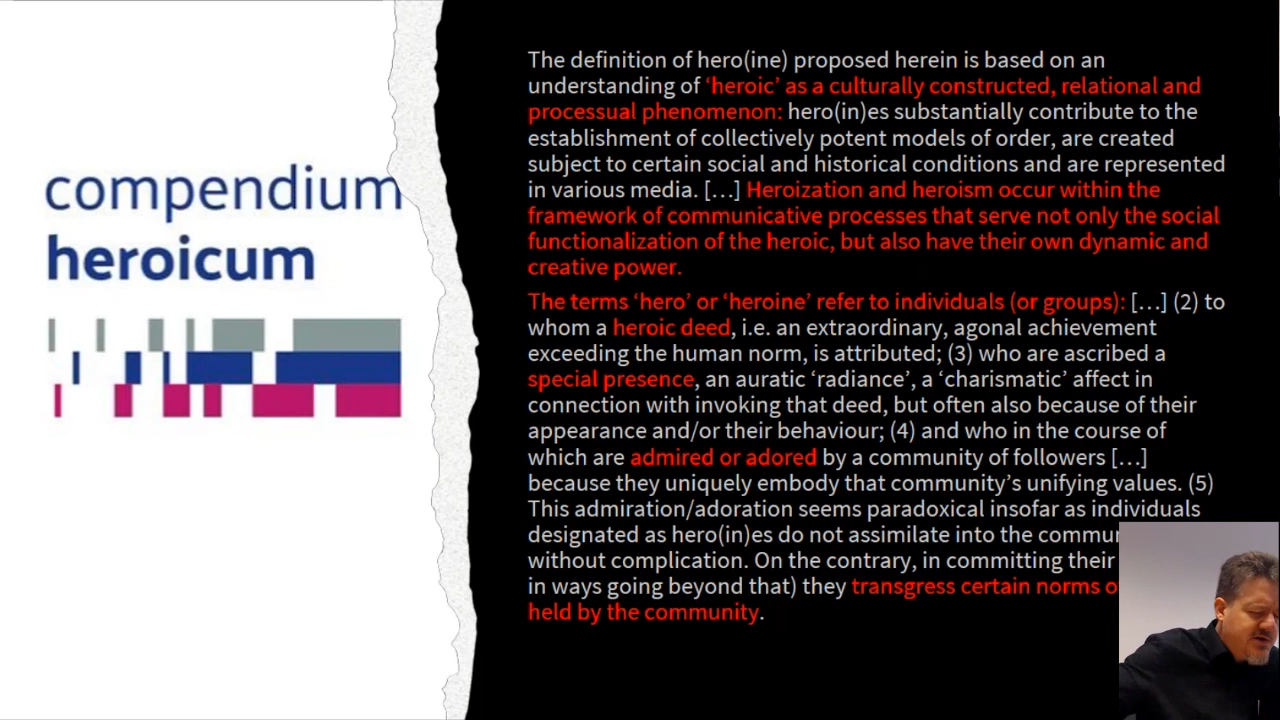 compendium
heroicum
The definition of hero(ine) proposed herein is based on an
understanding of ‘heroic’ as a culturally constructed, relational and
processual phenomenon: hero(in)es substantially contribute to the
establishment of collectively potent models of order, are created
subject to certain social and historical conditions and are represented
in various media. […] Heroization and heroism occur within the
framework of communicative processes that serve not only the social
functionalization of the heroic, but also have their own dynamic and
creative power.
The terms ‘hero’ or ‘heroine’ refer to individuals (or groups): […] (2) to
whom a heroic deed, i.e. an extraordinary, agonal achievement
exceeding the human norm, is attributed; (3) who are ascribed a
special presence, an auratic ‘radiance’, a ‘charismatic’ affect in
connection with invoking that deed, but often also because of their
appearance and/or their behaviour; (4) and who in the course of
which are admired or adored by a community of followers […]
because they uniquely embody that community’s unifying values. (5)
This admiration/adoration seems paradoxical insofar as individuals
designated as hero(in)es do not assimilate into the
without complication. On the contrary, in committing their
in ways going beyond that) they transgress certain norms
held by the community.